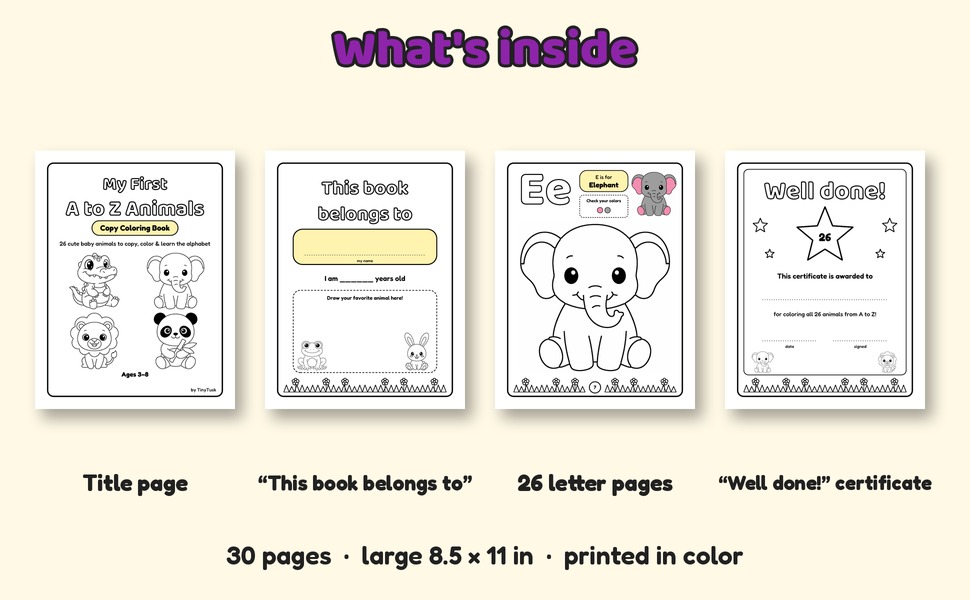 What's inside
My First
A to Z Animals
Copy Coloring Book
26 cute baby animals to copy, color & learn the alphabet
Ages 3–8
by TinyTusk
This book
belongs to
my name
I am ________ years old
Draw your favorite animal here!
Ee
E is for
Elephant
Check your colors
Well done!
26
This certificate is awarded to
for coloring all 26 animals from A to Z!
date signed
Title page
“This book belongs to”
26 letter pages
“Well done!” certificate
30 pages · large 8.5 × 11 in · printed in color